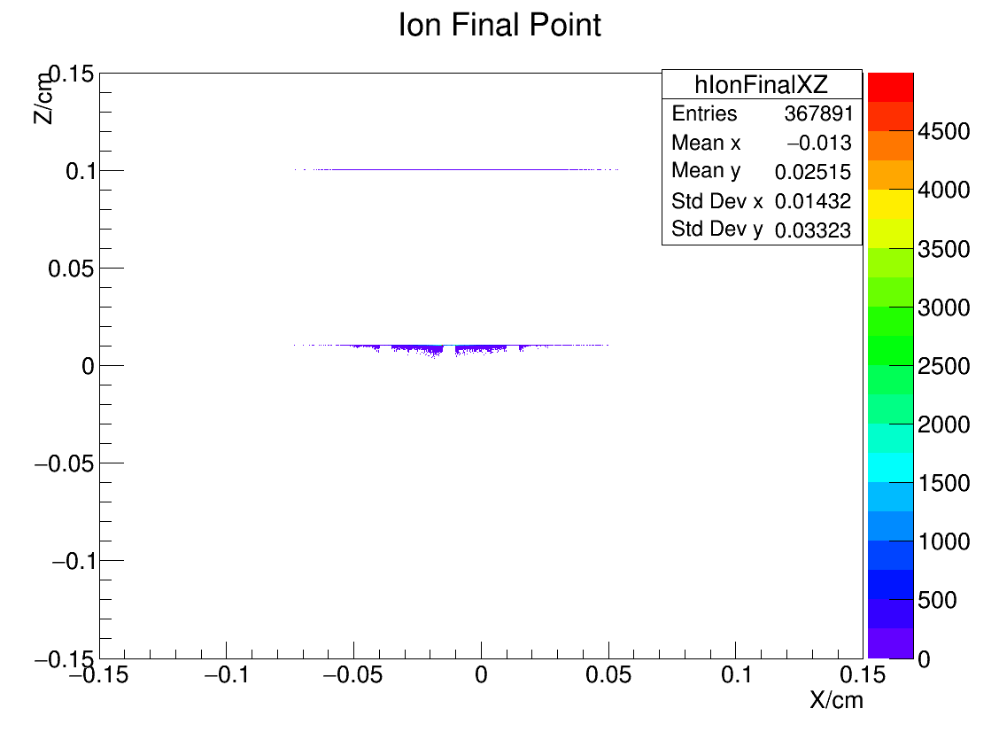 Ion Final Point
Z/cm
hIonFinalXZ
Entries 367891
Mean x −0.013
Mean y 0.02515
Std Dev x 0.01432
Std Dev y 0.03323
0.15
0.1
0.05
0
−0.05
−0.1
−0.15
−0.15 −0.1 −0.05 0 0.05 0.1 0.15
X/cm
4500
4000
3500
3000
2500
2000
1500
1000
500
0